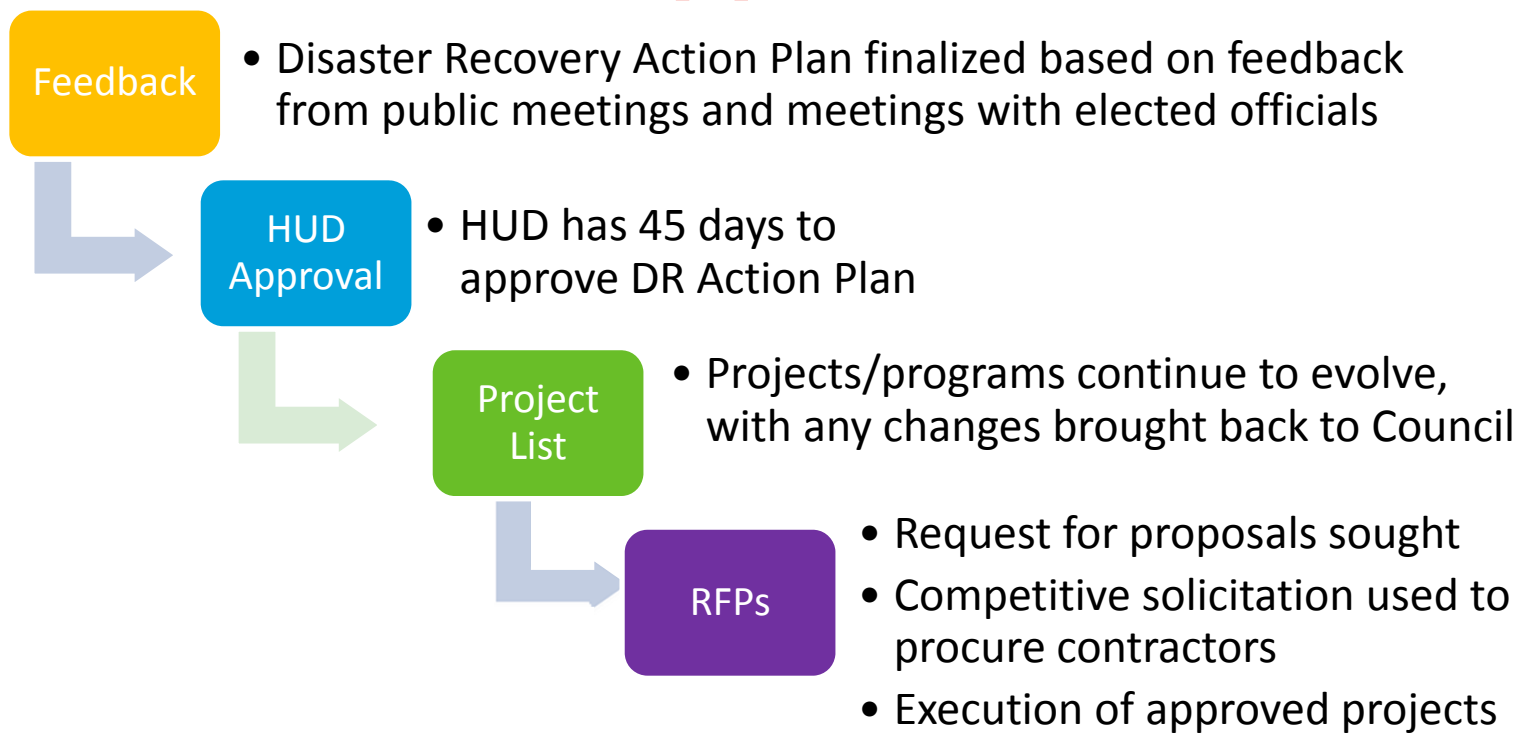 Feedback
• Disaster Recovery Action Plan finalized based on feedback
from public meetings and meetings with elected officials
HUD
Approval
• HUD has 45 days to
approve DR Action Plan
Project
List
• Projects/programs continue to evolve,
with any changes brought back to Council
RFPs
• Request for proposals sought
• Competitive solicitation used to
procure contractors
• Execution of approved projects